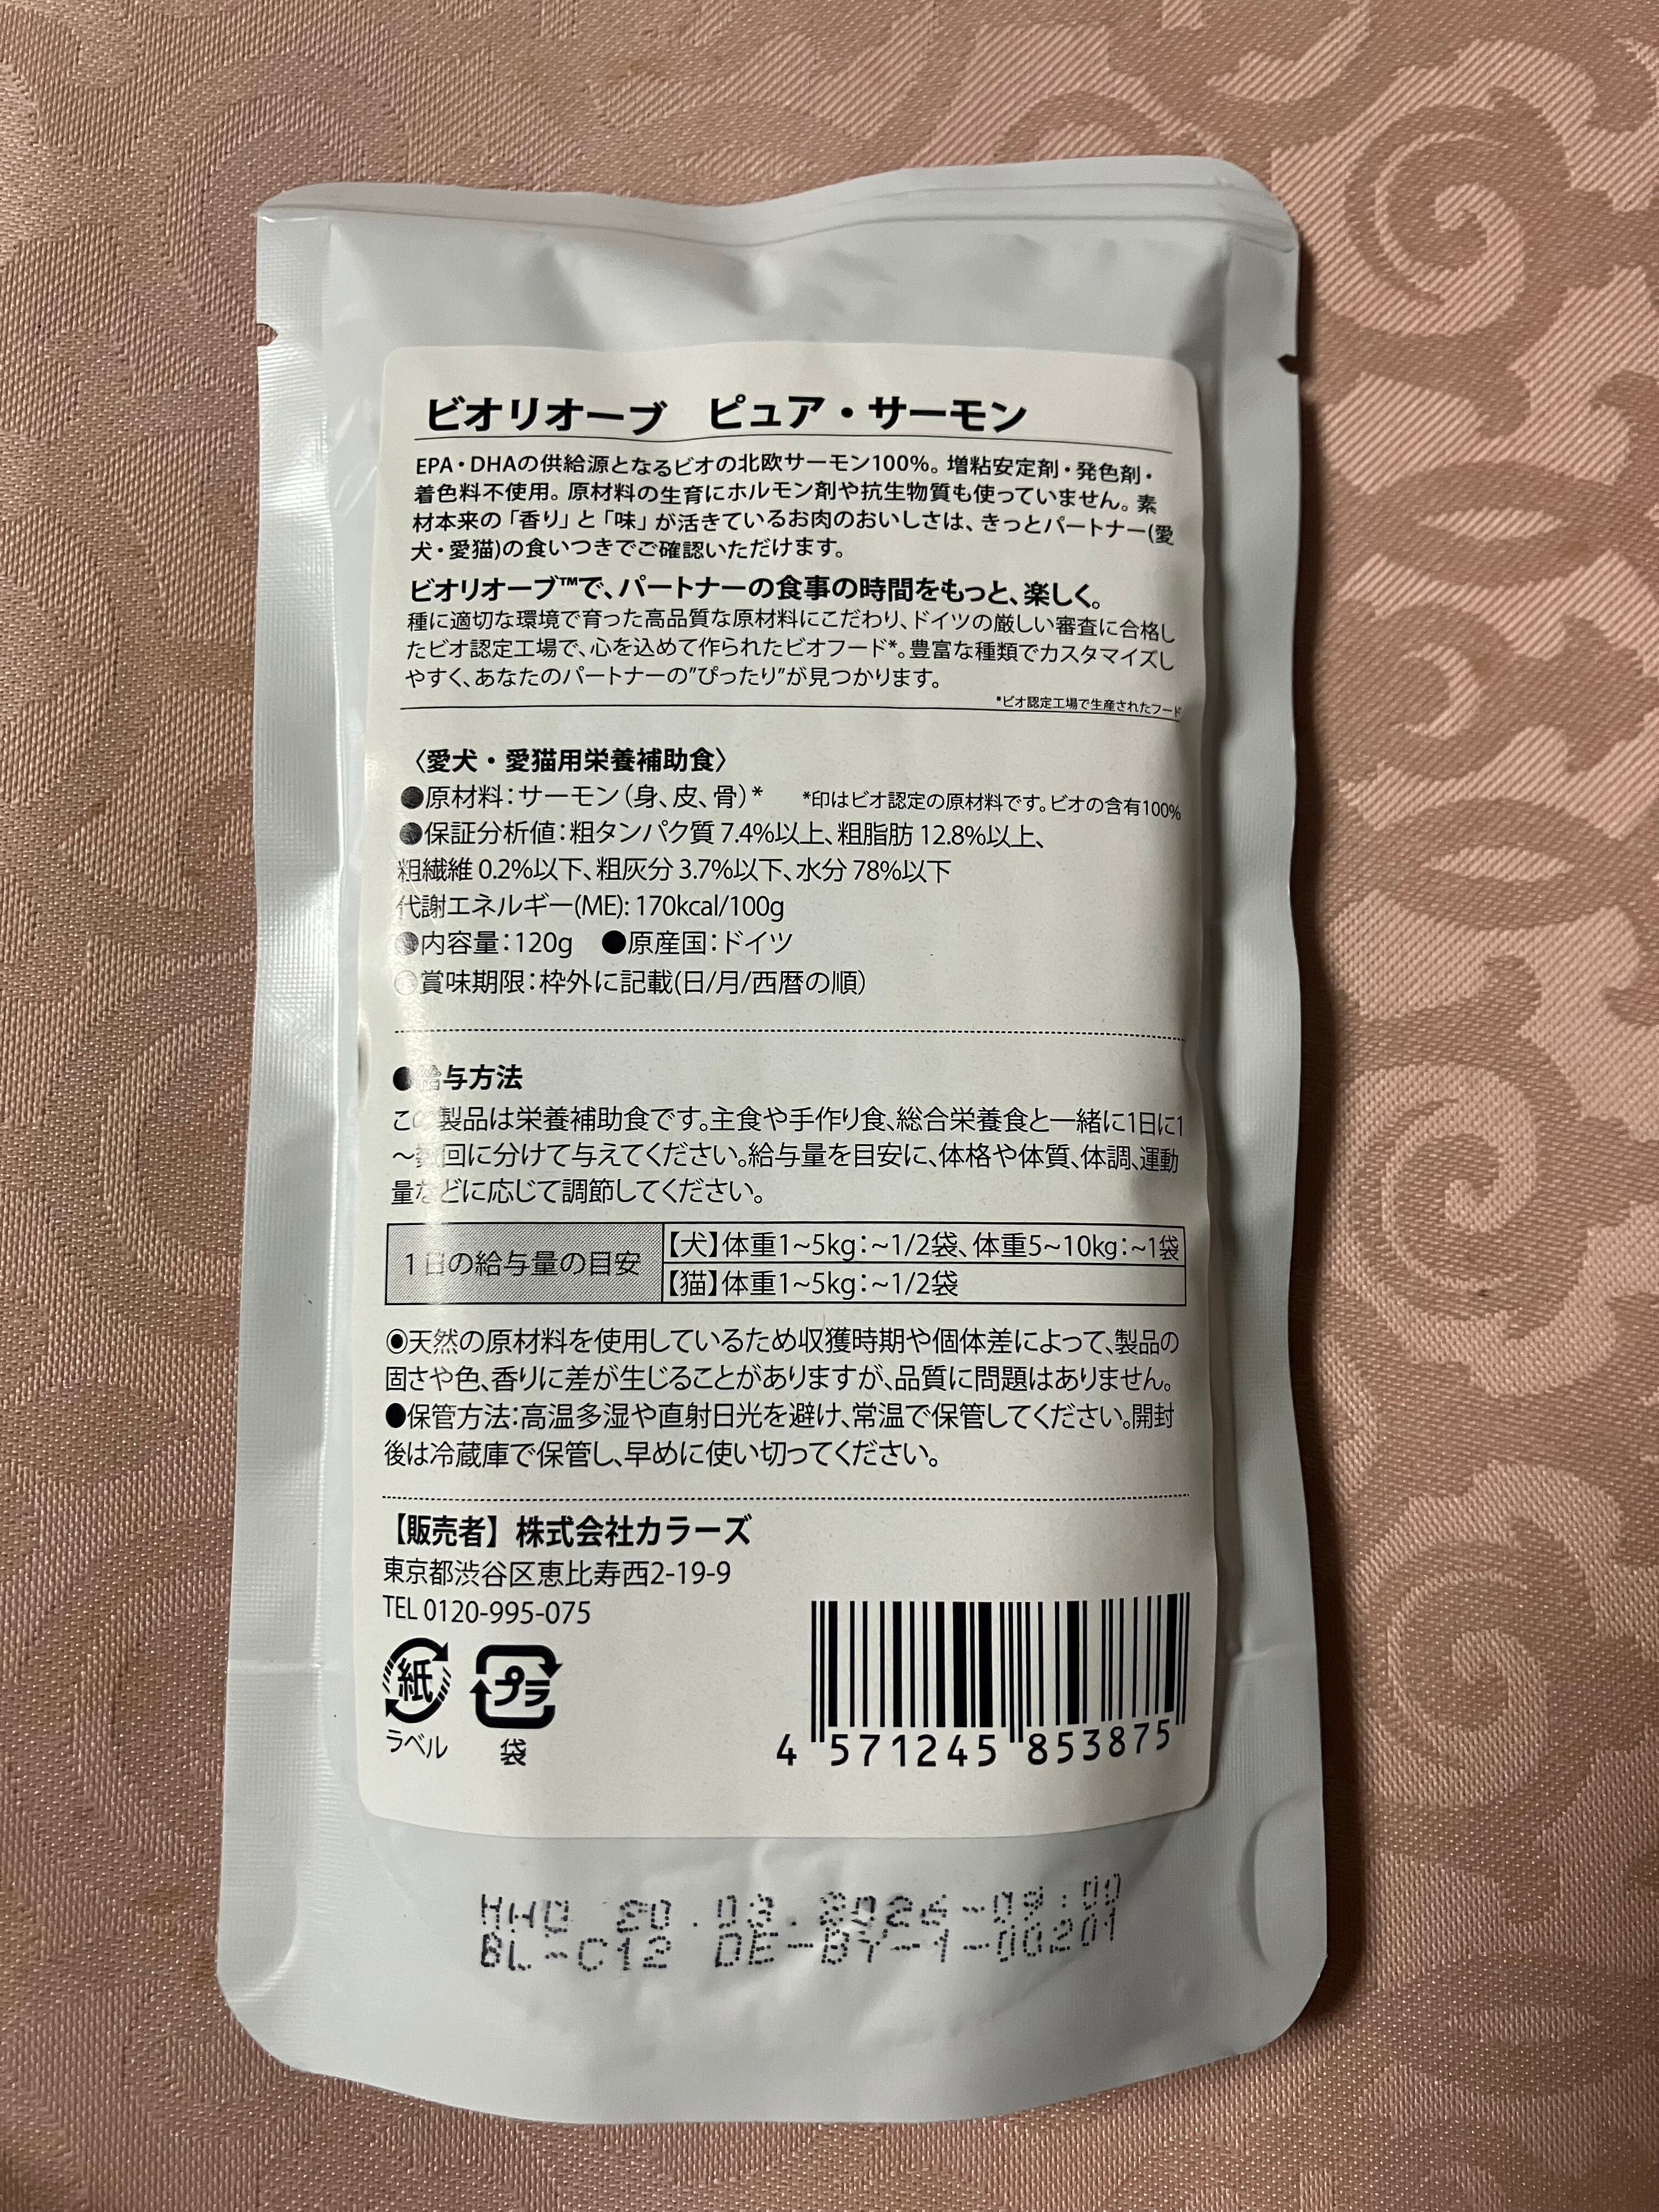 ビオリオーブ　ピュア・サーモン
EPA・DHAの供給源となるビオの北欧サーモン100%。増粘安定剤・発色剤・
着色料不使用。原材料の生育にホルモン剤や抗生物質も使っていません。素
材本来の「香り」と「味」が活きているお肉のおいしさは、きっとパートナー(愛
犬・愛猫)の食いつきでご確認いただけます。
ビオリオーブ™で、パートナーの食事の時間をもっと、楽しく。
種に適切な環境で育った高品質な原材料にこだわり、ドイツの厳しい審査に合格し
たビオ認定工場で、心を込めて作られたビオフード*。豊富な種類でカスタマイズし
やすく、あなたのパートナーの"ぴったり"が見つかります。
*ビオ認定工場で生産されたフード
〈愛犬・愛猫用栄養補助食〉
●原材料：サーモン（身、皮、骨）*　*印はビオ認定の原材料です。ビオの含有100%
●保証分析値：粗タンパク質 7.4%以上、粗脂肪 12.8%以上、
粗繊維 0.2%以下、粗灰分 3.7%以下、水分 78%以下
代謝エネルギー(ME): 170kcal/100g
●内容量：120g　●原産国：ドイツ
●賞味期限：枠外に記載(日/月/西暦の順)
●給与方法
この製品は栄養補助食です。主食や手作り食、総合栄養食と一緒に1日に1
～数回に分けて与えてください。給与量を目安に、体格や体質、体調、運動
量などに応じて調節してください。
1日の給与量の目安
【犬】体重1~5kg：~1/2袋、体重5~10kg：~1袋
【猫】体重1~5kg：~1/2袋
◉天然の原材料を使用しているため収獲時期や個体差によって、製品の
固さや色、香りに差が生じることがありますが、品質に問題はありません。
●保管方法：高温多湿や直射日光を避け、常温で保管してください。開封
後は冷蔵庫で保管し、早めに使い切ってください。
【販売者】株式会社カラーズ
東京都渋谷区恵比寿西2-19-9
TEL 0120-995-075
紙
プラ
ラベル
袋
4 571245 853875
BL-C12 DE-BY-1-00201